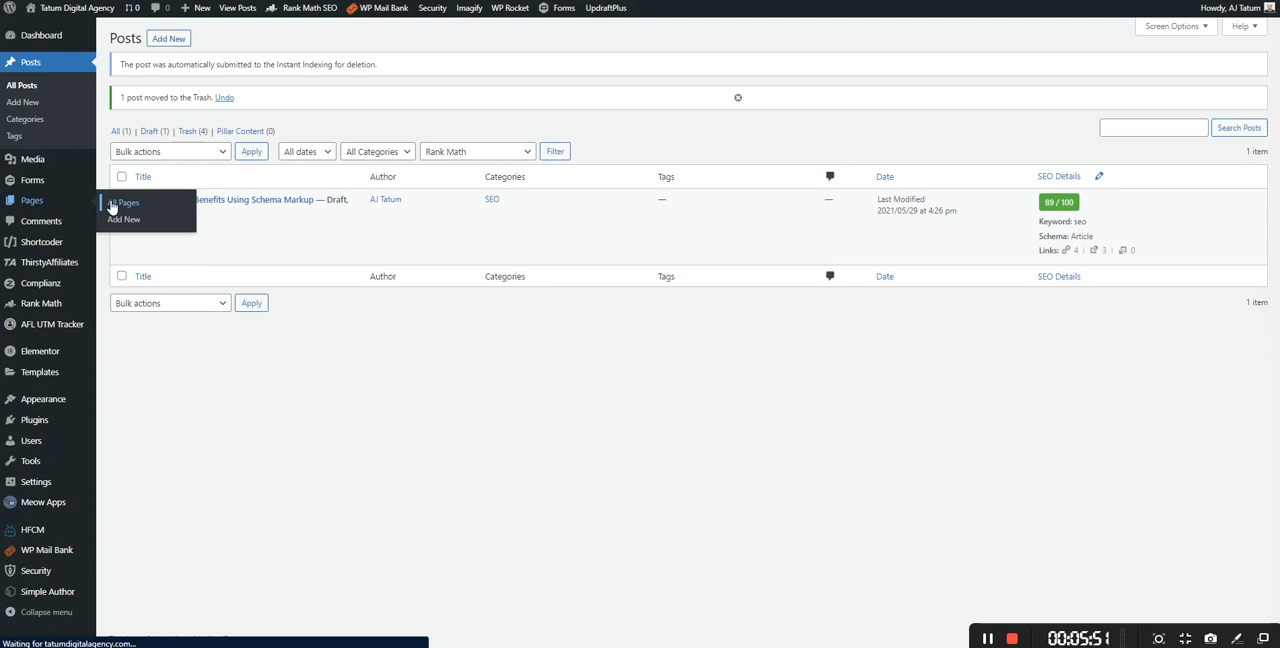 Tatum Digital Agency 0 0 New View Posts Rank Math SEO WP Mail Bank Security Imagify WP Rocket Forms UpdraftPlus Howdy, AJ Tatum
Screen Options Help
Dashboard
Posts
All Posts
Add New
Categories
Tags
Media
Forms
Pages
All Pages
Add New
Comments
Shortcoder
ThirstyAffiliates
Complianz
Rank Math
AFL UTM Tracker
Elementor
Templates
Appearance
Plugins
Users
Tools
Settings
Meow Apps
HFCM
WP Mail Bank
Security
Simple Author
Collapse menu
Posts Add New
The post was automatically submitted to the Instant Indexing for deletion.
1 post moved to the Trash. Undo
All (1) | Draft (1) | Trash (4) | Pillar Content (0)
Search Posts
Bulk actions Apply All dates All Categories Rank Math Filter 1 item
Title Author Categories Tags Date SEO Details
Benefits Using Schema Markup — Draft, AJ Tatum SEO — — Last Modified 89 / 100
2021/05/29 at 4:26 pm
Keyword: seo
Schema: Article
Links: 4 | 3 | 0
Title Author Categories Tags Date SEO Details
Bulk actions Apply 1 item
Waiting for tatumdigitalagency.com...
00:05:51